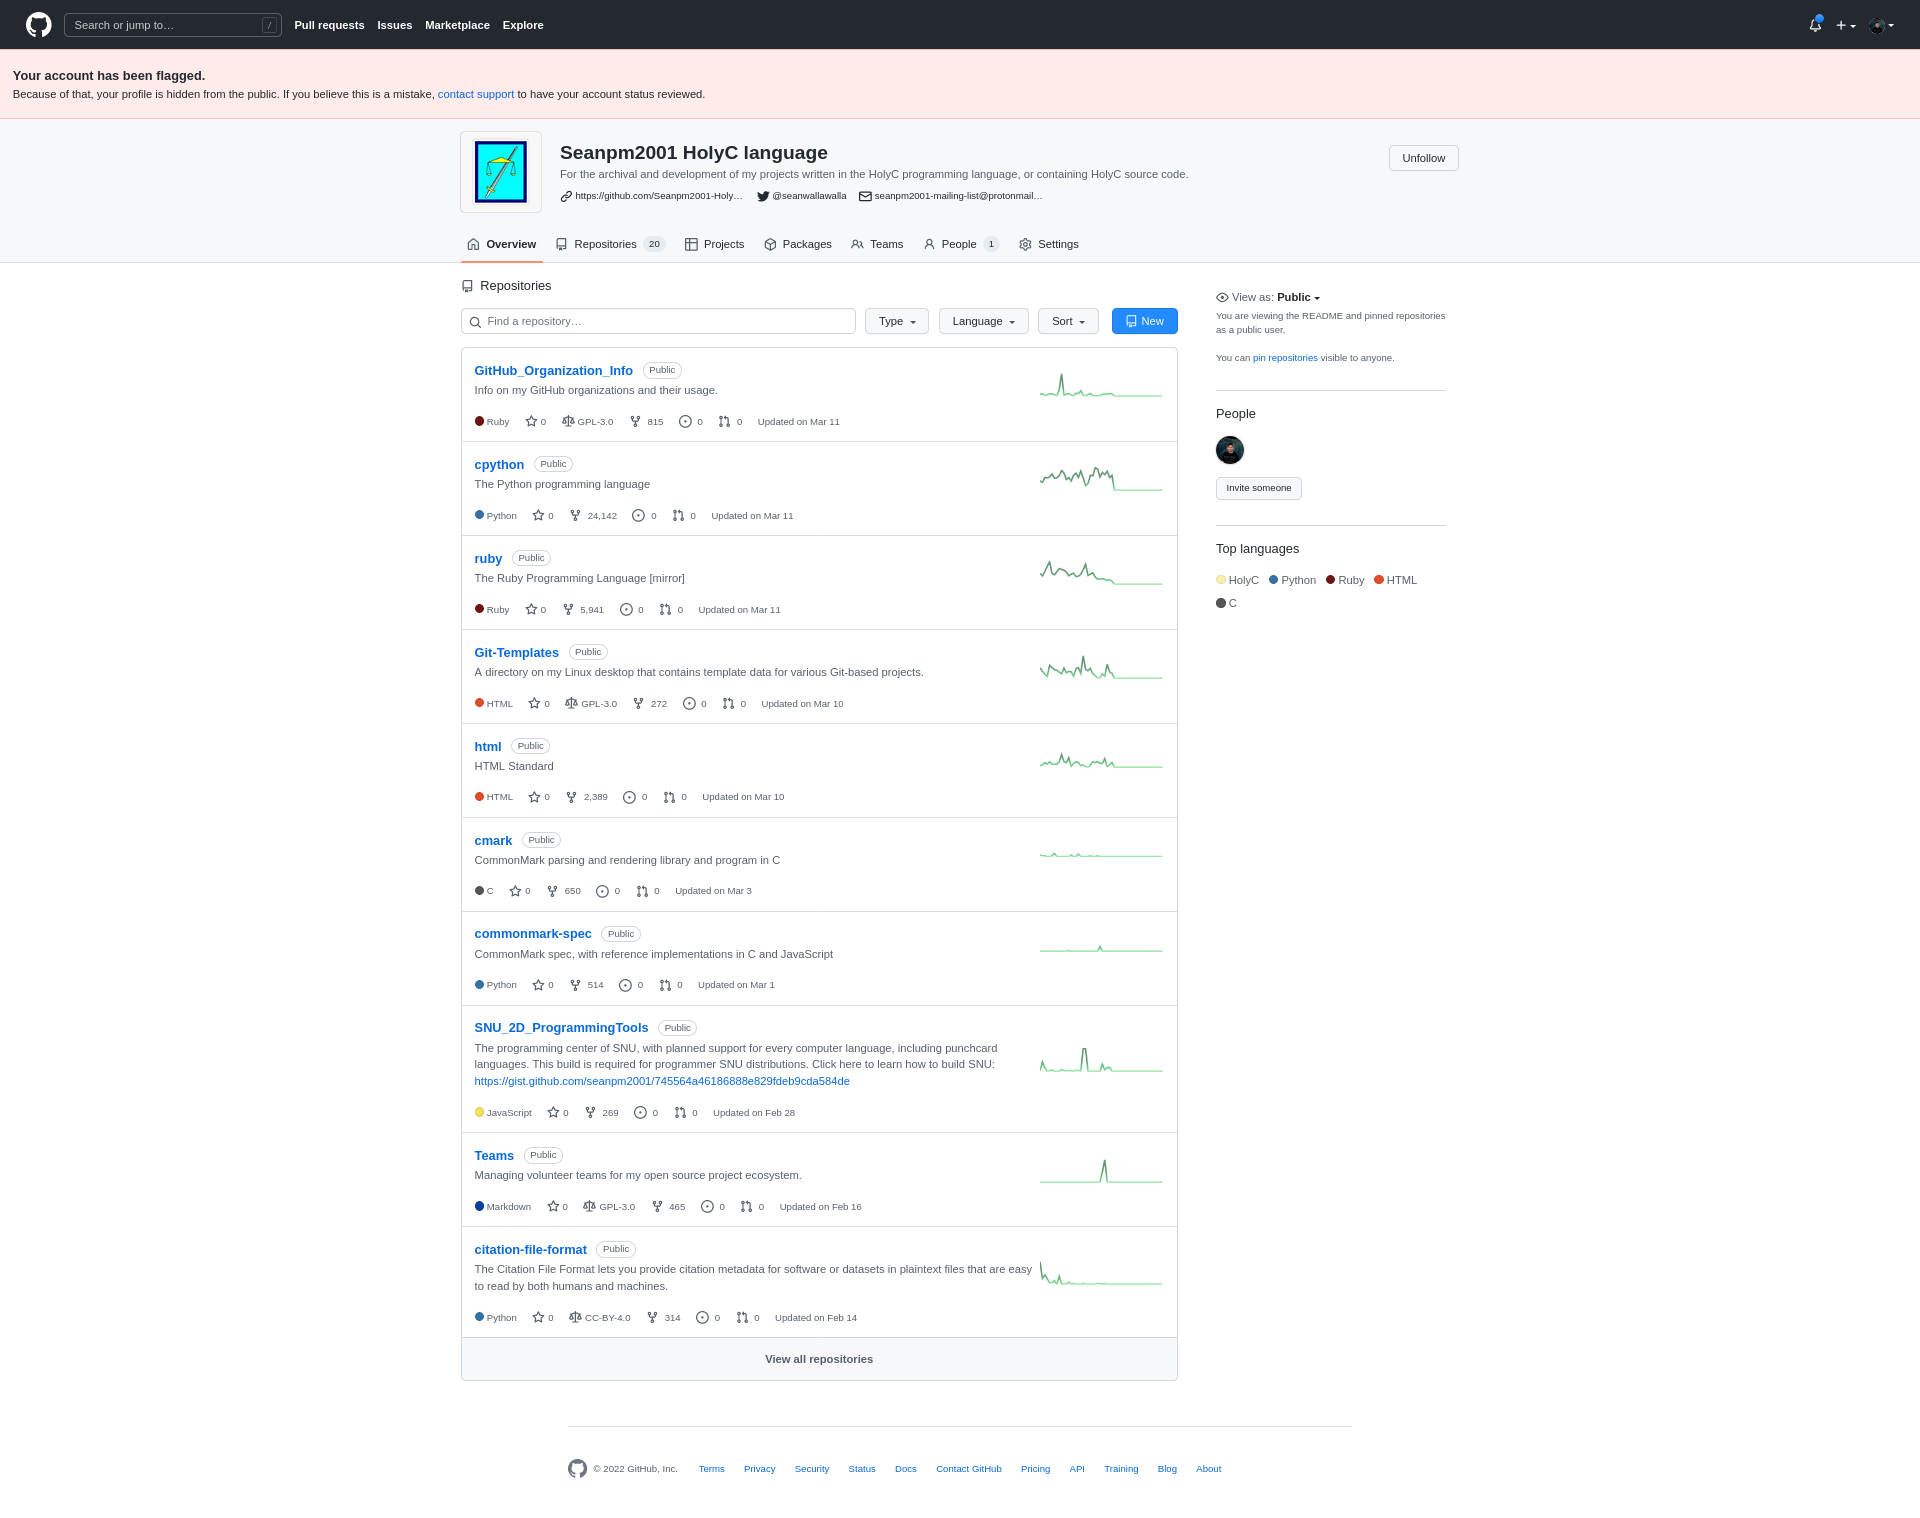 Search or jump to… /
Pull requests Issues Marketplace Explore
Your account has been flagged.
Because of that, your profile is hidden from the public. If you believe this is a mistake, contact support to have your account status reviewed.
Seanpm2001 HolyC language
Unfollow
For the archival and development of my projects written in the HolyC programming language, or containing HolyC source code.
https://github.com/Seanpm2001-Holy… @seanwallawalla seanpm2001-mailing-list@protonmail…
Overview Repositories 20 Projects Packages Teams People 1 Settings
Repositories
Find a repository… Type Language Sort New
GitHub_Organization_Info Public
Info on my GitHub organizations and their usage.
Ruby 0 GPL-3.0 815 0 0 Updated on Mar 11
cpython Public
The Python programming language
Python 0 24,142 0 0 Updated on Mar 11
ruby Public
The Ruby Programming Language [mirror]
Ruby 0 5,941 0 0 Updated on Mar 11
Git-Templates Public
A directory on my Linux desktop that contains template data for various Git-based projects.
HTML 0 GPL-3.0 272 0 0 Updated on Mar 10
html Public
HTML Standard
HTML 0 2,389 0 0 Updated on Mar 10
cmark Public
CommonMark parsing and rendering library and program in C
C 0 650 0 0 Updated on Mar 3
commonmark-spec Public
CommonMark spec, with reference implementations in C and JavaScript
Python 0 514 0 0 Updated on Mar 1
SNU_2D_ProgrammingTools Public
The programming center of SNU, with planned support for every computer language, including punchcard
languages. This build is required for programmer SNU distributions. Click here to learn how to build SNU:
https://gist.github.com/seanpm2001/745564a46186888e829fdeb9cda584de
JavaScript 0 269 0 0 Updated on Feb 28
Teams Public
Managing volunteer teams for my open source project ecosystem.
Markdown 0 GPL-3.0 465 0 0 Updated on Feb 16
citation-file-format Public
The Citation File Format lets you provide citation metadata for software or datasets in plaintext files that are easy
to read by both humans and machines.
Python 0 CC-BY-4.0 314 0 0 Updated on Feb 14
View all repositories
View as: Public
You are viewing the README and pinned repositories
as a public user.
You can pin repositories visible to anyone.
People
Invite someone
Top languages
HolyC Python Ruby HTML
C
© 2022 GitHub, Inc. Terms Privacy Security Status Docs Contact GitHub Pricing API Training Blog About